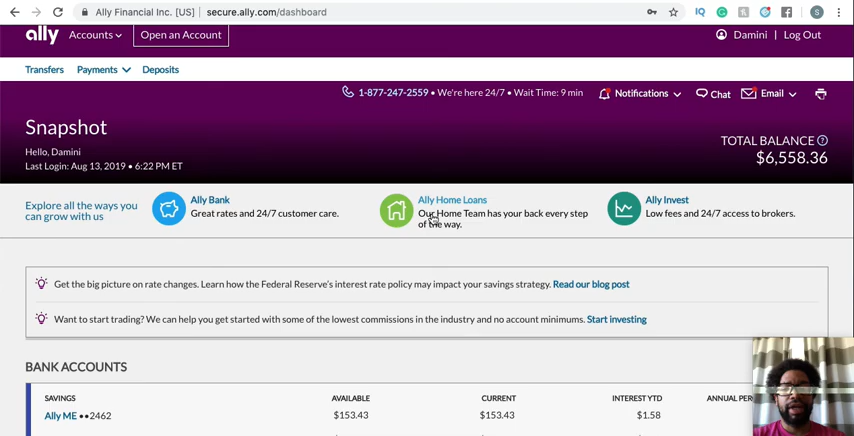 Ally Financial Inc. [US] | secure.ally.com/dashboard
ally Accounts Open an Account Damini | Log Out
Transfers Payments Deposits
1-877-247-2559 • We're here 24/7 • Wait Time: 9 min Notifications Chat Email
Snapshot
Hello, Damini
Last Login: Aug 13, 2019 • 6:22 PM ET
TOTAL BALANCE ?
$6,558.36
Explore all the ways you
can grow with us
Ally Bank
Great rates and 24/7 customer care.
Ally Home Loans
Our Home Team has your back every step
of the way.
Ally Invest
Low fees and 24/7 access to brokers.
Get the big picture on rate changes. Learn how the Federal Reserve's interest rate policy may impact your savings strategy. Read our blog post
Want to start trading? We can help you get started with some of the lowest commissions in the industry and no account minimums. Start investing
BANK ACCOUNTS
SAVINGS AVAILABLE CURRENT INTEREST YTD ANNUAL
Ally ME ••2462 $153.43 $153.43 $1.58